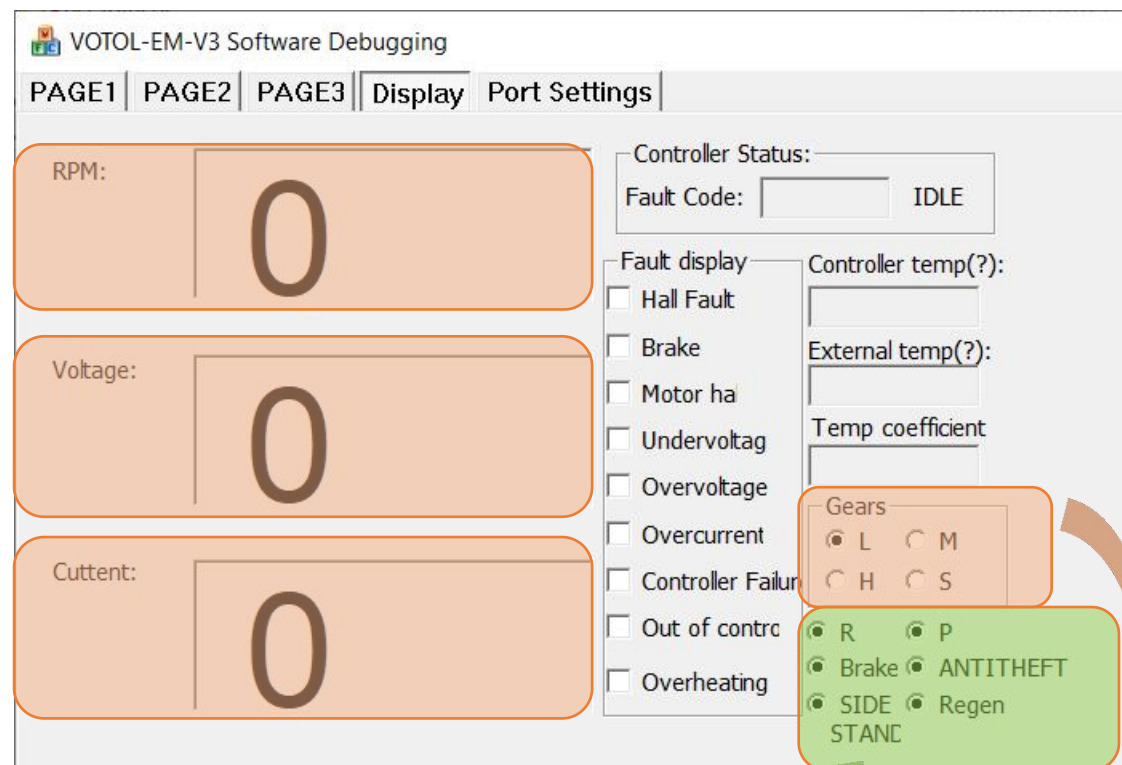 VOTOL-EM-V3 Software Debugging
PAGE1 PAGE2 PAGE3 Display Port Settings
RPM:
0
Voltage:
0
Cuttent:
0
Controller Status:
Fault Code: IDLE
Fault display
Hall Fault
Brake
Motor ha
Undervoltag
Overvoltage
Overcurrent
Controller Failur
Out of contro
Overheating
Controller temp(?):
External temp(?):
Temp coefficient
Gears
L M
H S
R P
Brake ANTITHEFT
SIDE Regen
STAND